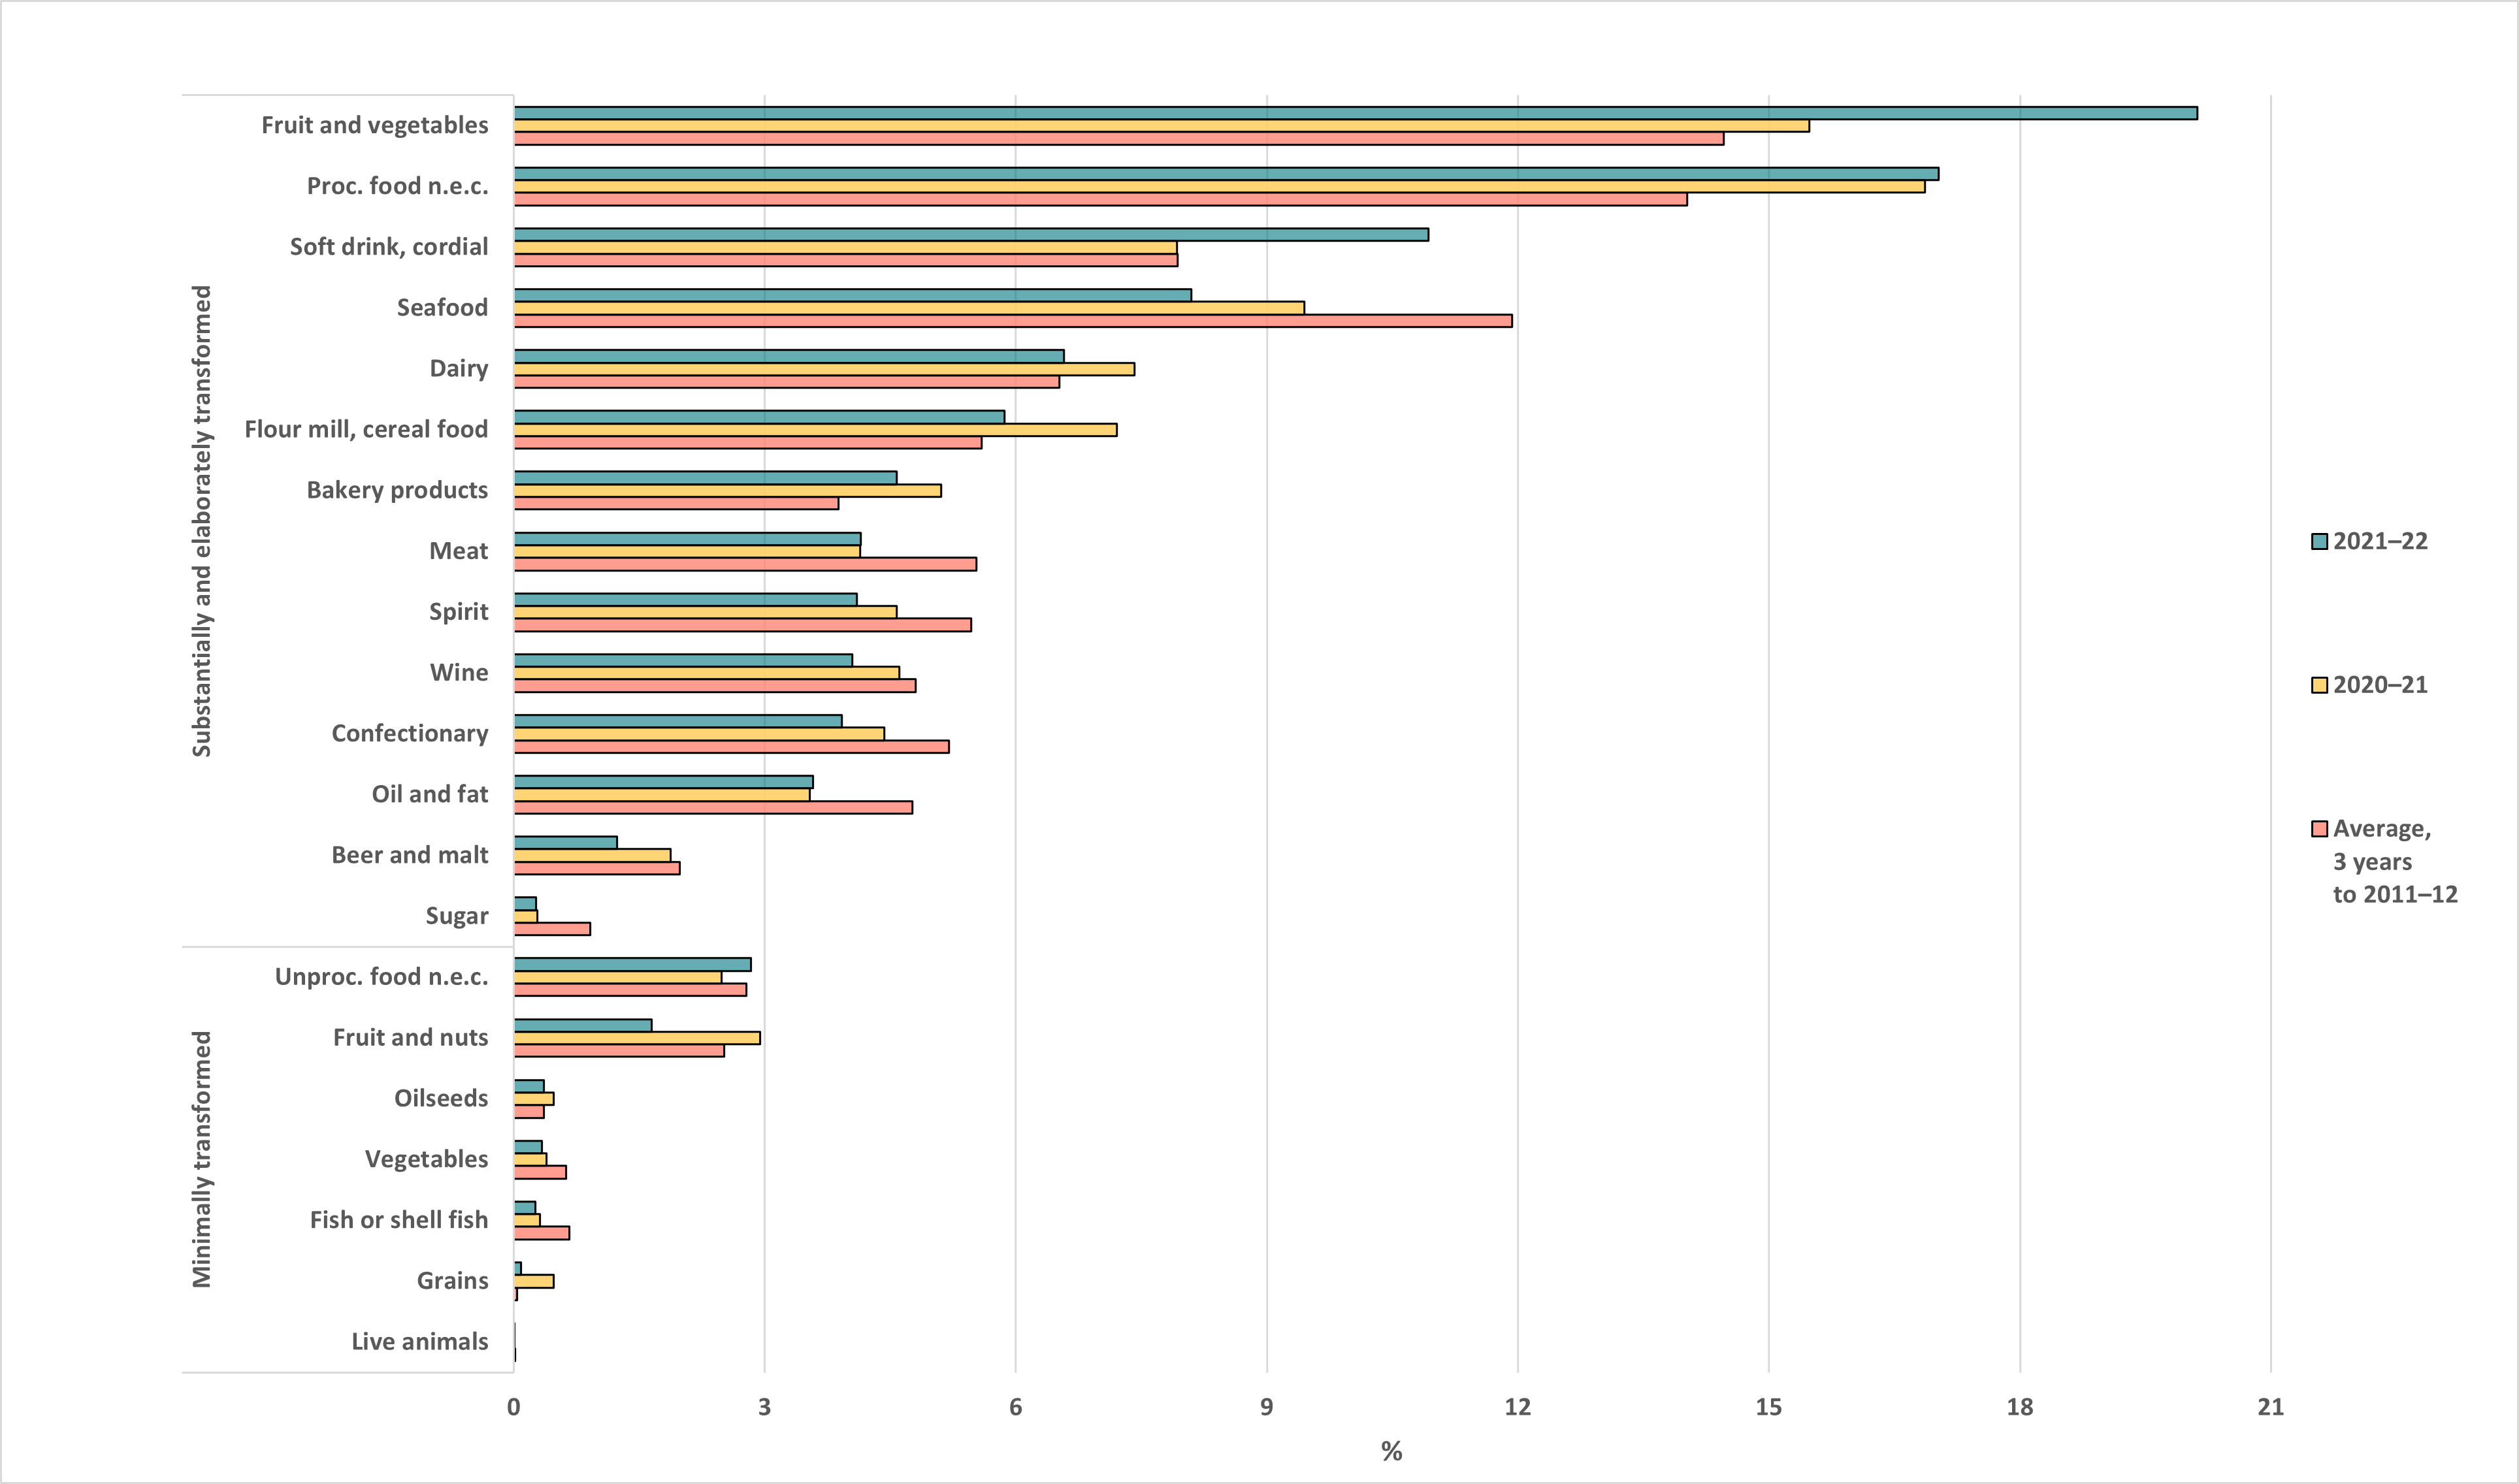 Substantially and elaborately transformed
Fruit and vegetables
Proc. food n.e.c.
Soft drink, cordial
Seafood
Dairy
Flour mill, cereal food
Bakery products
Meat
Spirit
Wine
Confectionary
Oil and fat
Beer and malt
Sugar
Minimally transformed
Unproc. food n.e.c.
Fruit and nuts
Oilseeds
Vegetables
Fish or shell fish
Grains
Live animals
0 3 6 9 12 15 18 21
%
2021–22
2020–21
Average,
3 years
to 2011–12